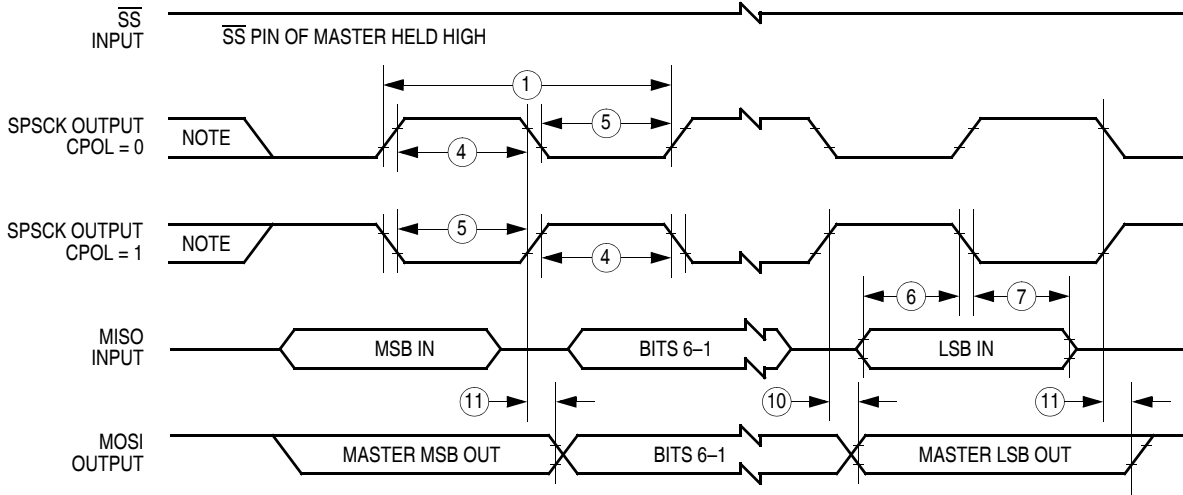 SS
INPUT
SS PIN OF MASTER HELD HIGH
1
SPSCK OUTPUT
CPOL = 0
NOTE
4
5
SPSCK OUTPUT
CPOL = 1
NOTE
5
4
6
7
MISO
INPUT
MSB IN
BITS 6–1
LSB IN
11
10
11
MOSI
OUTPUT
MASTER MSB OUT
BITS 6–1
MASTER LSB OUT